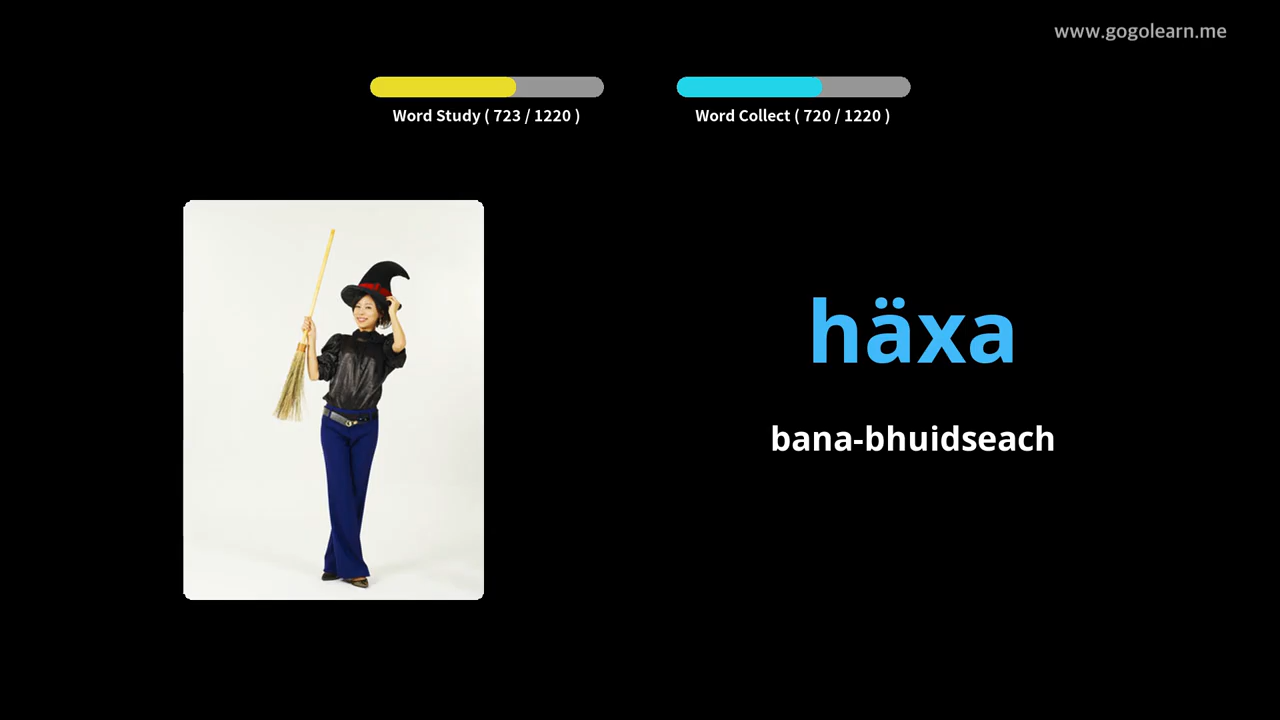 www.gogolearn.me
Word Study ( 723 / 1220 )
Word Collect ( 720 / 1220 )
häxa
bana-bhuidseach